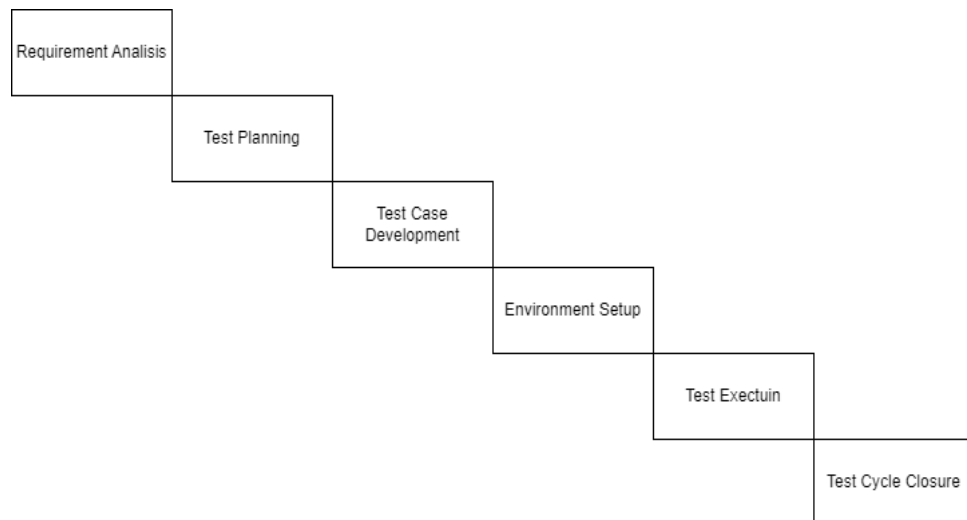 Requirement Analisis
Test Planning
Test Case
Development
Environment Setup
Test Exectuin
Test Cycle Closure